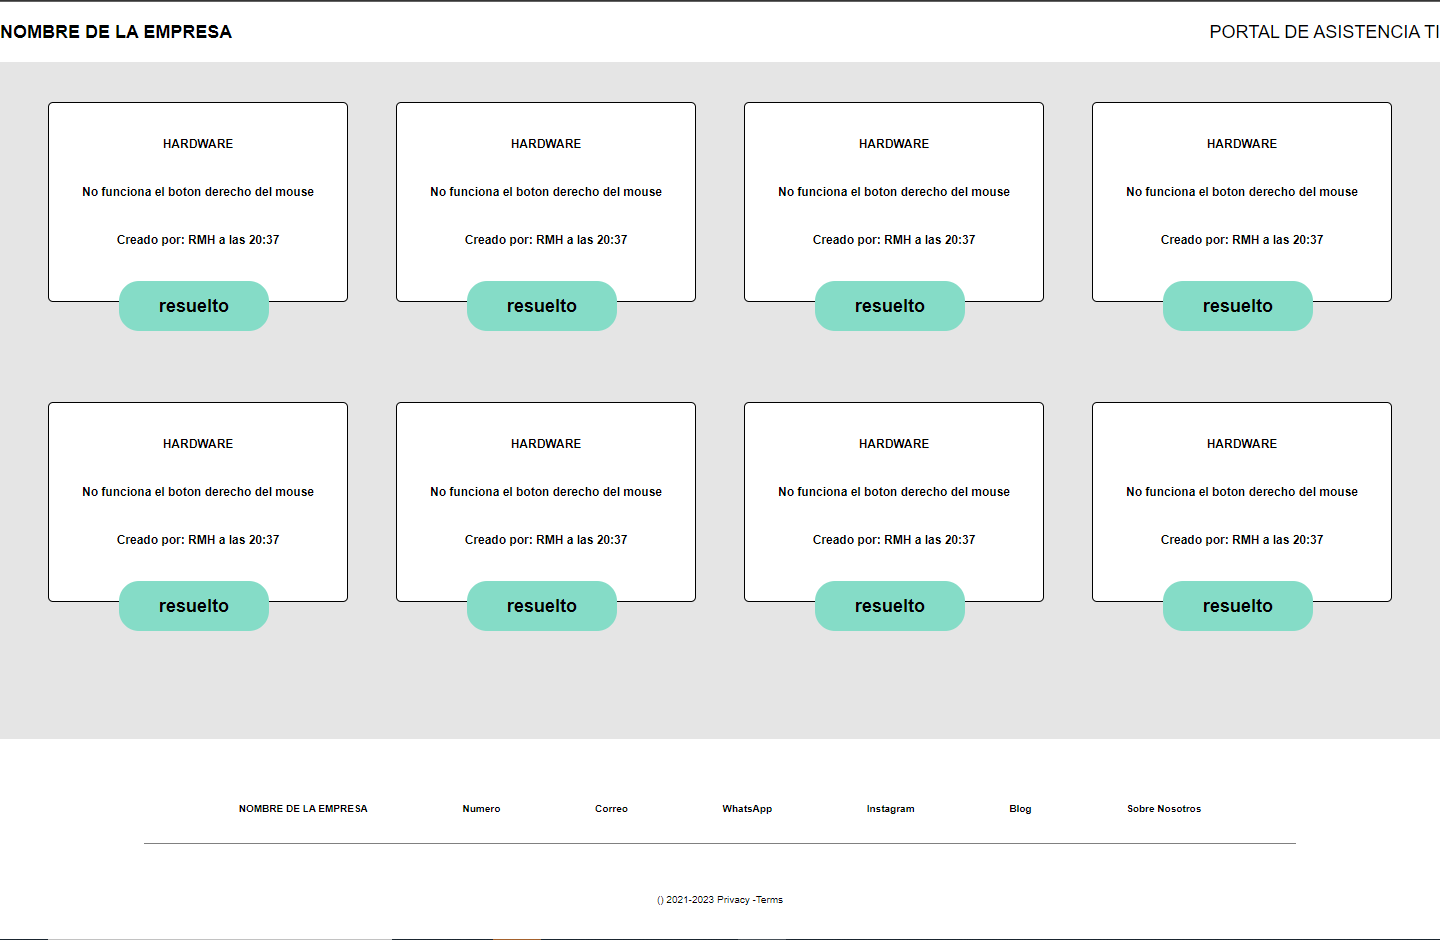 NOMBRE DE LA EMPRESA
PORTAL DE ASISTENCIA TI
HARDWARE HARDWARE HARDWARE HARDWARE
No funciona el boton derecho del mouse No funciona el boton derecho del mouse No funciona el boton derecho del mouse No funciona el boton derecho del mouse
Creado por: RMH a las 20:37 Creado por: RMH a las 20:37 Creado por: RMH a las 20:37 Creado por: RMH a las 20:37
resuelto resuelto resuelto resuelto
HARDWARE HARDWARE HARDWARE HARDWARE
No funciona el boton derecho del mouse No funciona el boton derecho del mouse No funciona el boton derecho del mouse No funciona el boton derecho del mouse
Creado por: RMH a las 20:37 Creado por: RMH a las 20:37 Creado por: RMH a las 20:37 Creado por: RMH a las 20:37
resuelto resuelto resuelto resuelto
NOMBRE DE LA EMPRESA Numero Correo WhatsApp Instagram Blog Sobre Nosotros
() 2021-2023 Privacy -Terms